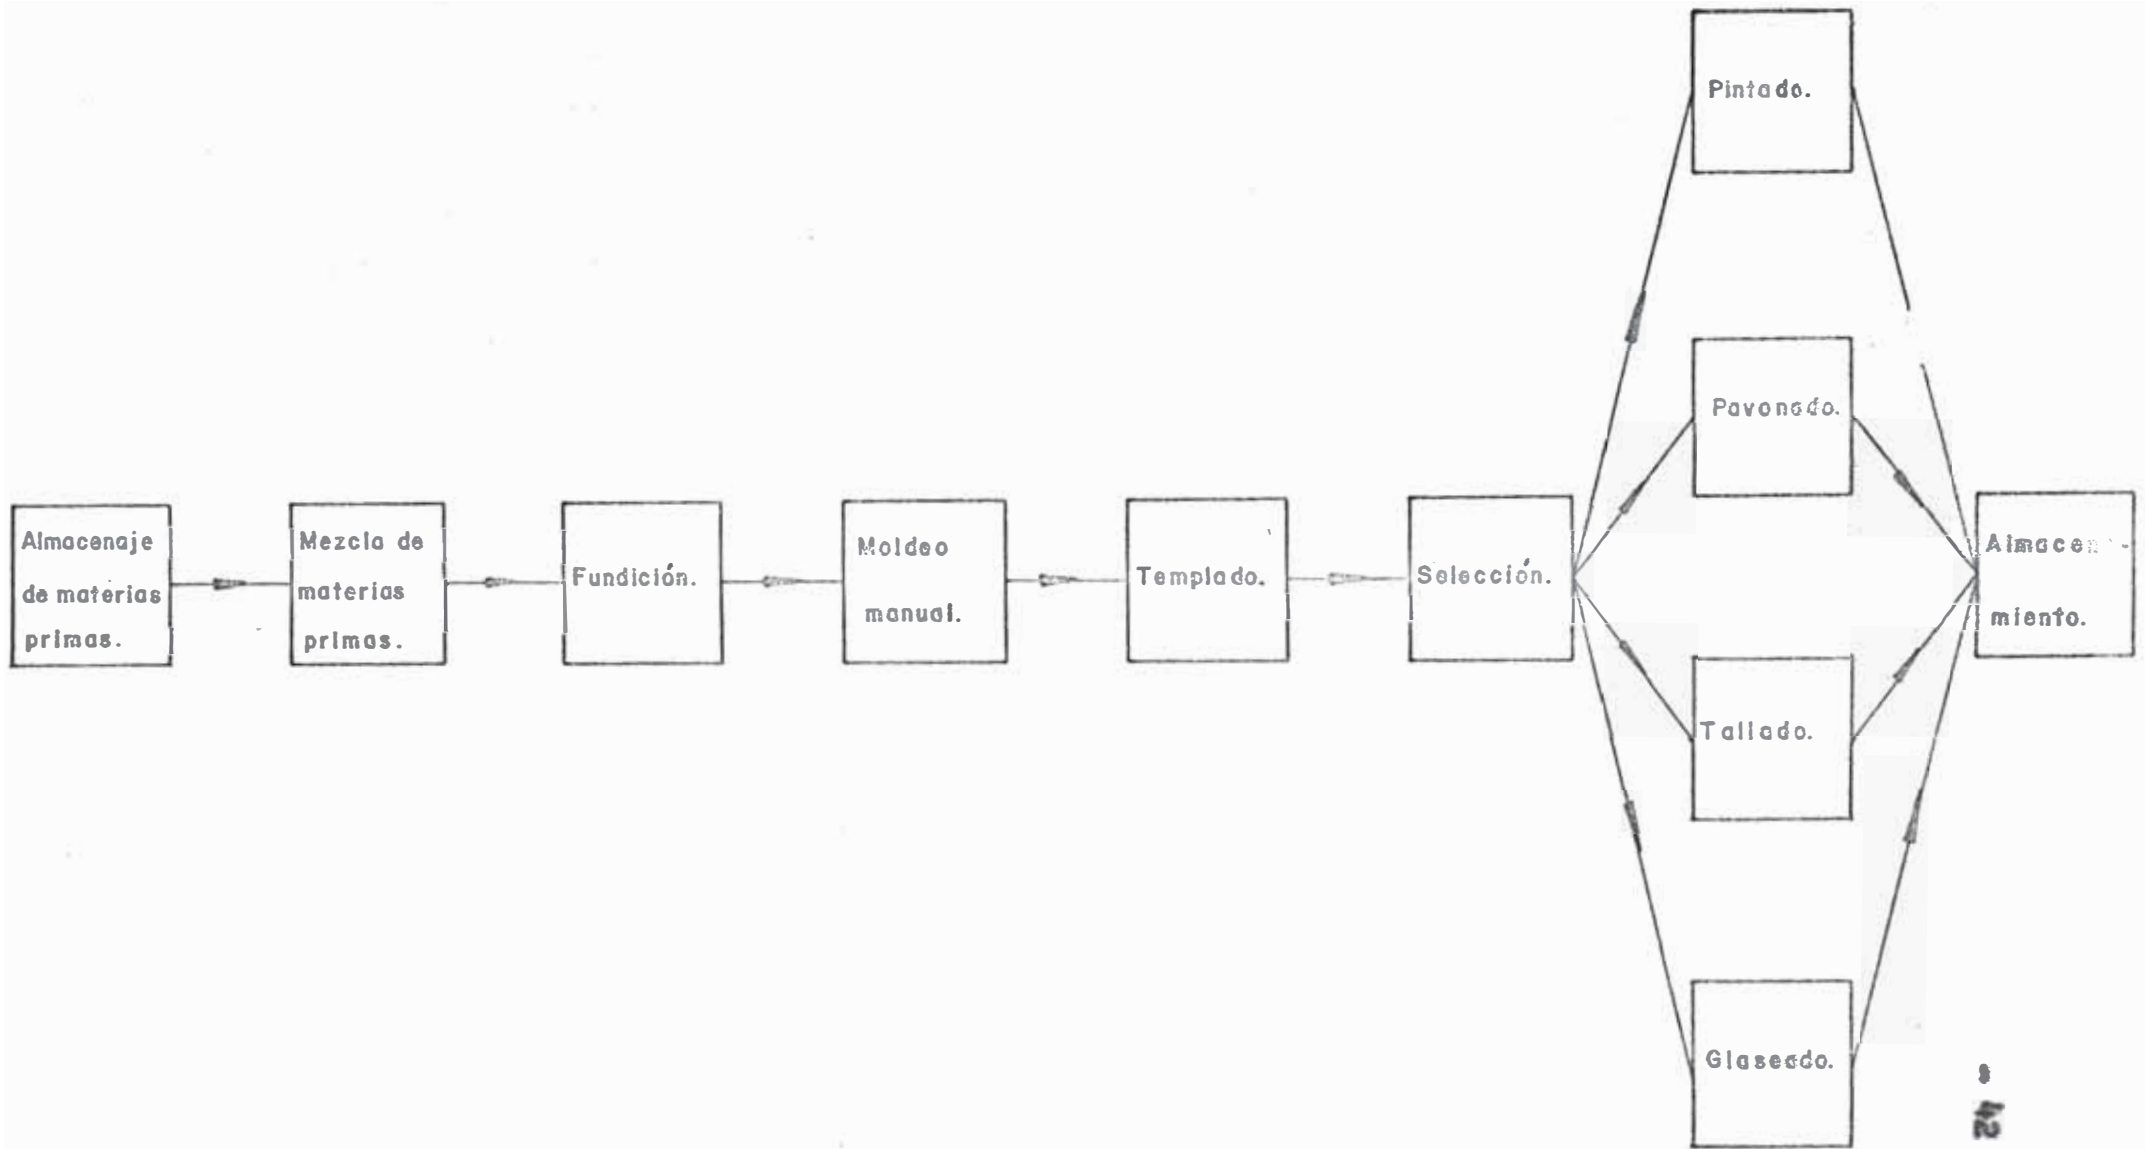 Almacenaje
de materias
primas.
Mezcla de
materias
primas.
Fundición.
Moldeo
manual.
Templado.
Selección.
Pintado.
Pavonado.
Tallado.
Glaseado.
Almacen-
miento.
42